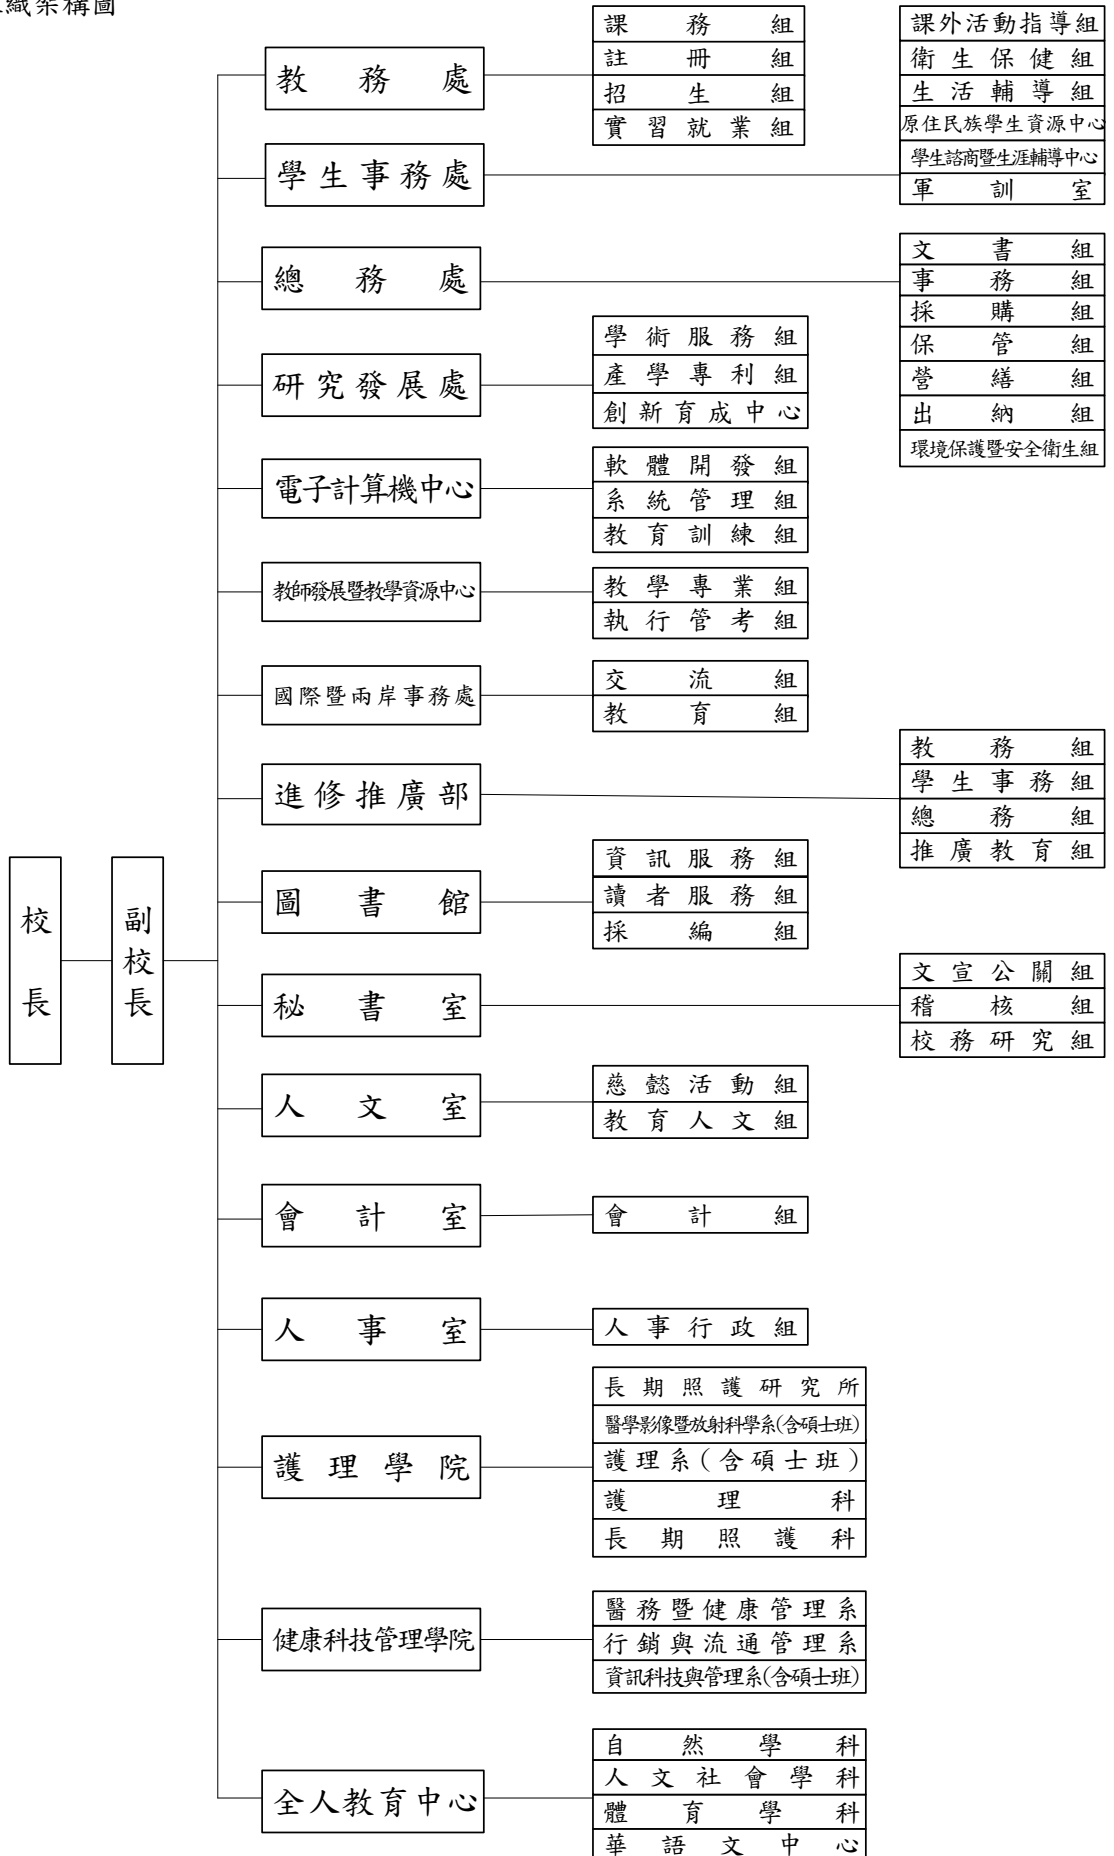 織架構圖
教務處
課務組
註冊組
招生組
實習就業組
學生事務處
課外活動指導組
衛生保健組
生活輔導組
原住民族學生資源中心
學生諮商暨生涯輔導中心
軍訓室
總務處
文書組
事務組
採購組
保管組
營繕組
出納組
環境保護暨安全衛生組
研究發展處
學術服務組
產學專利組
創新育成中心
電子計算機中心
軟體開發組
系統管理組
教育訓練組
教師發展暨教學資源中心
教學專業組
執行管考組
國際暨兩岸事務處
交流組
教育組
進修推廣部
教務組
學生事務組
總務組
推廣教育組
校長
副校長
圖書館
資訊服務組
讀者服務組
採編組
秘書室
文宣公關組
稽核組
校務研究組
人文室
慈懿活動組
教育人文組
會計室
會計組
人事室
人事行政組
護理學院
長期照護研究所
醫學影像暨放射科學系(含碩士班)
護理系(含碩士班)
護理科
長期照護科
健康科技管理學院
醫務暨健康管理系
行銷與流通管理系
資訊科技與管理系(含碩士班)
全人教育中心
自然學科
人文社會學科
體育學科
華語文中心